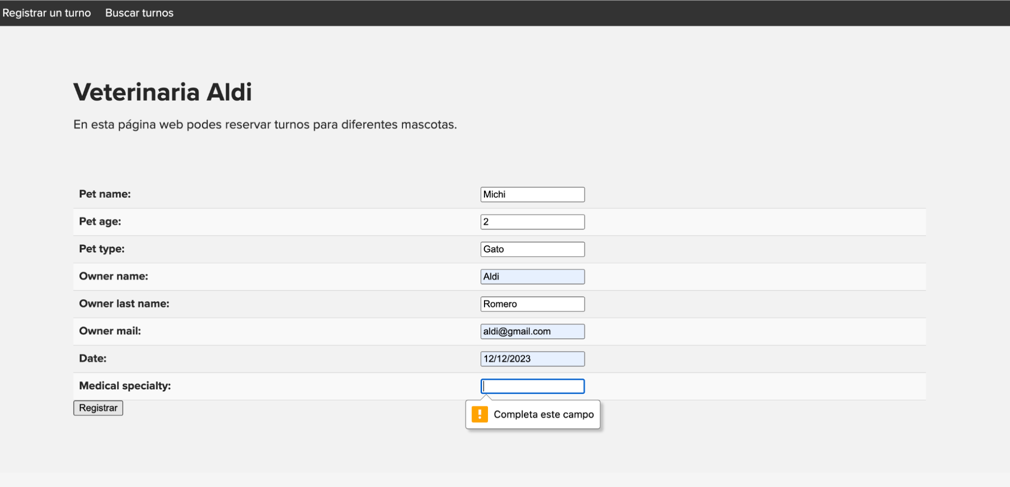 Registrar un turno Buscar turnos
Veterinaria Aldi
En esta página web podes reservar turnos para diferentes mascotas.
Pet name: Michi
Pet age: 2
Pet type: Gato
Owner name: Aldi
Owner last name: Romero
Owner mail: aldi@gmail.com
Date: 12/12/2023
Medical specialty:
Registrar
Completa este campo